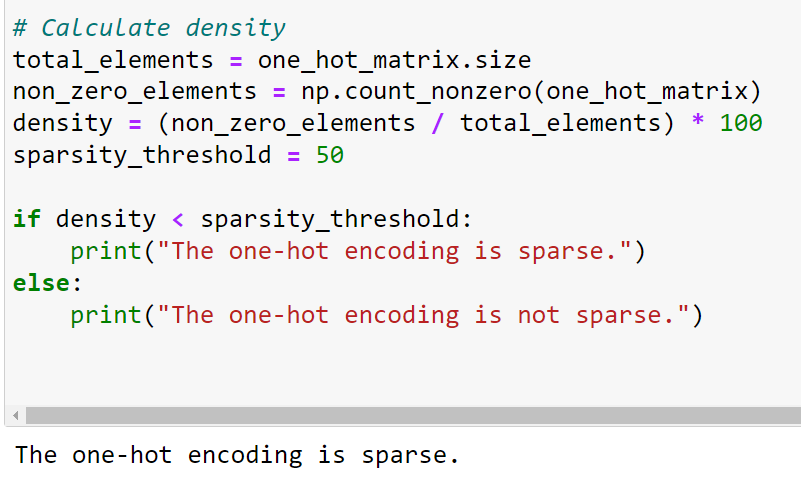 # Calculate density
total_elements = one_hot_matrix.size
non_zero_elements = np.count_nonzero(one_hot_matrix)
density = (non_zero_elements / total_elements) * 100
sparsity_threshold = 50
if density < sparsity_threshold:
    print("The one-hot encoding is sparse.")
else:
    print("The one-hot encoding is not sparse.")
The one-hot encoding is sparse.